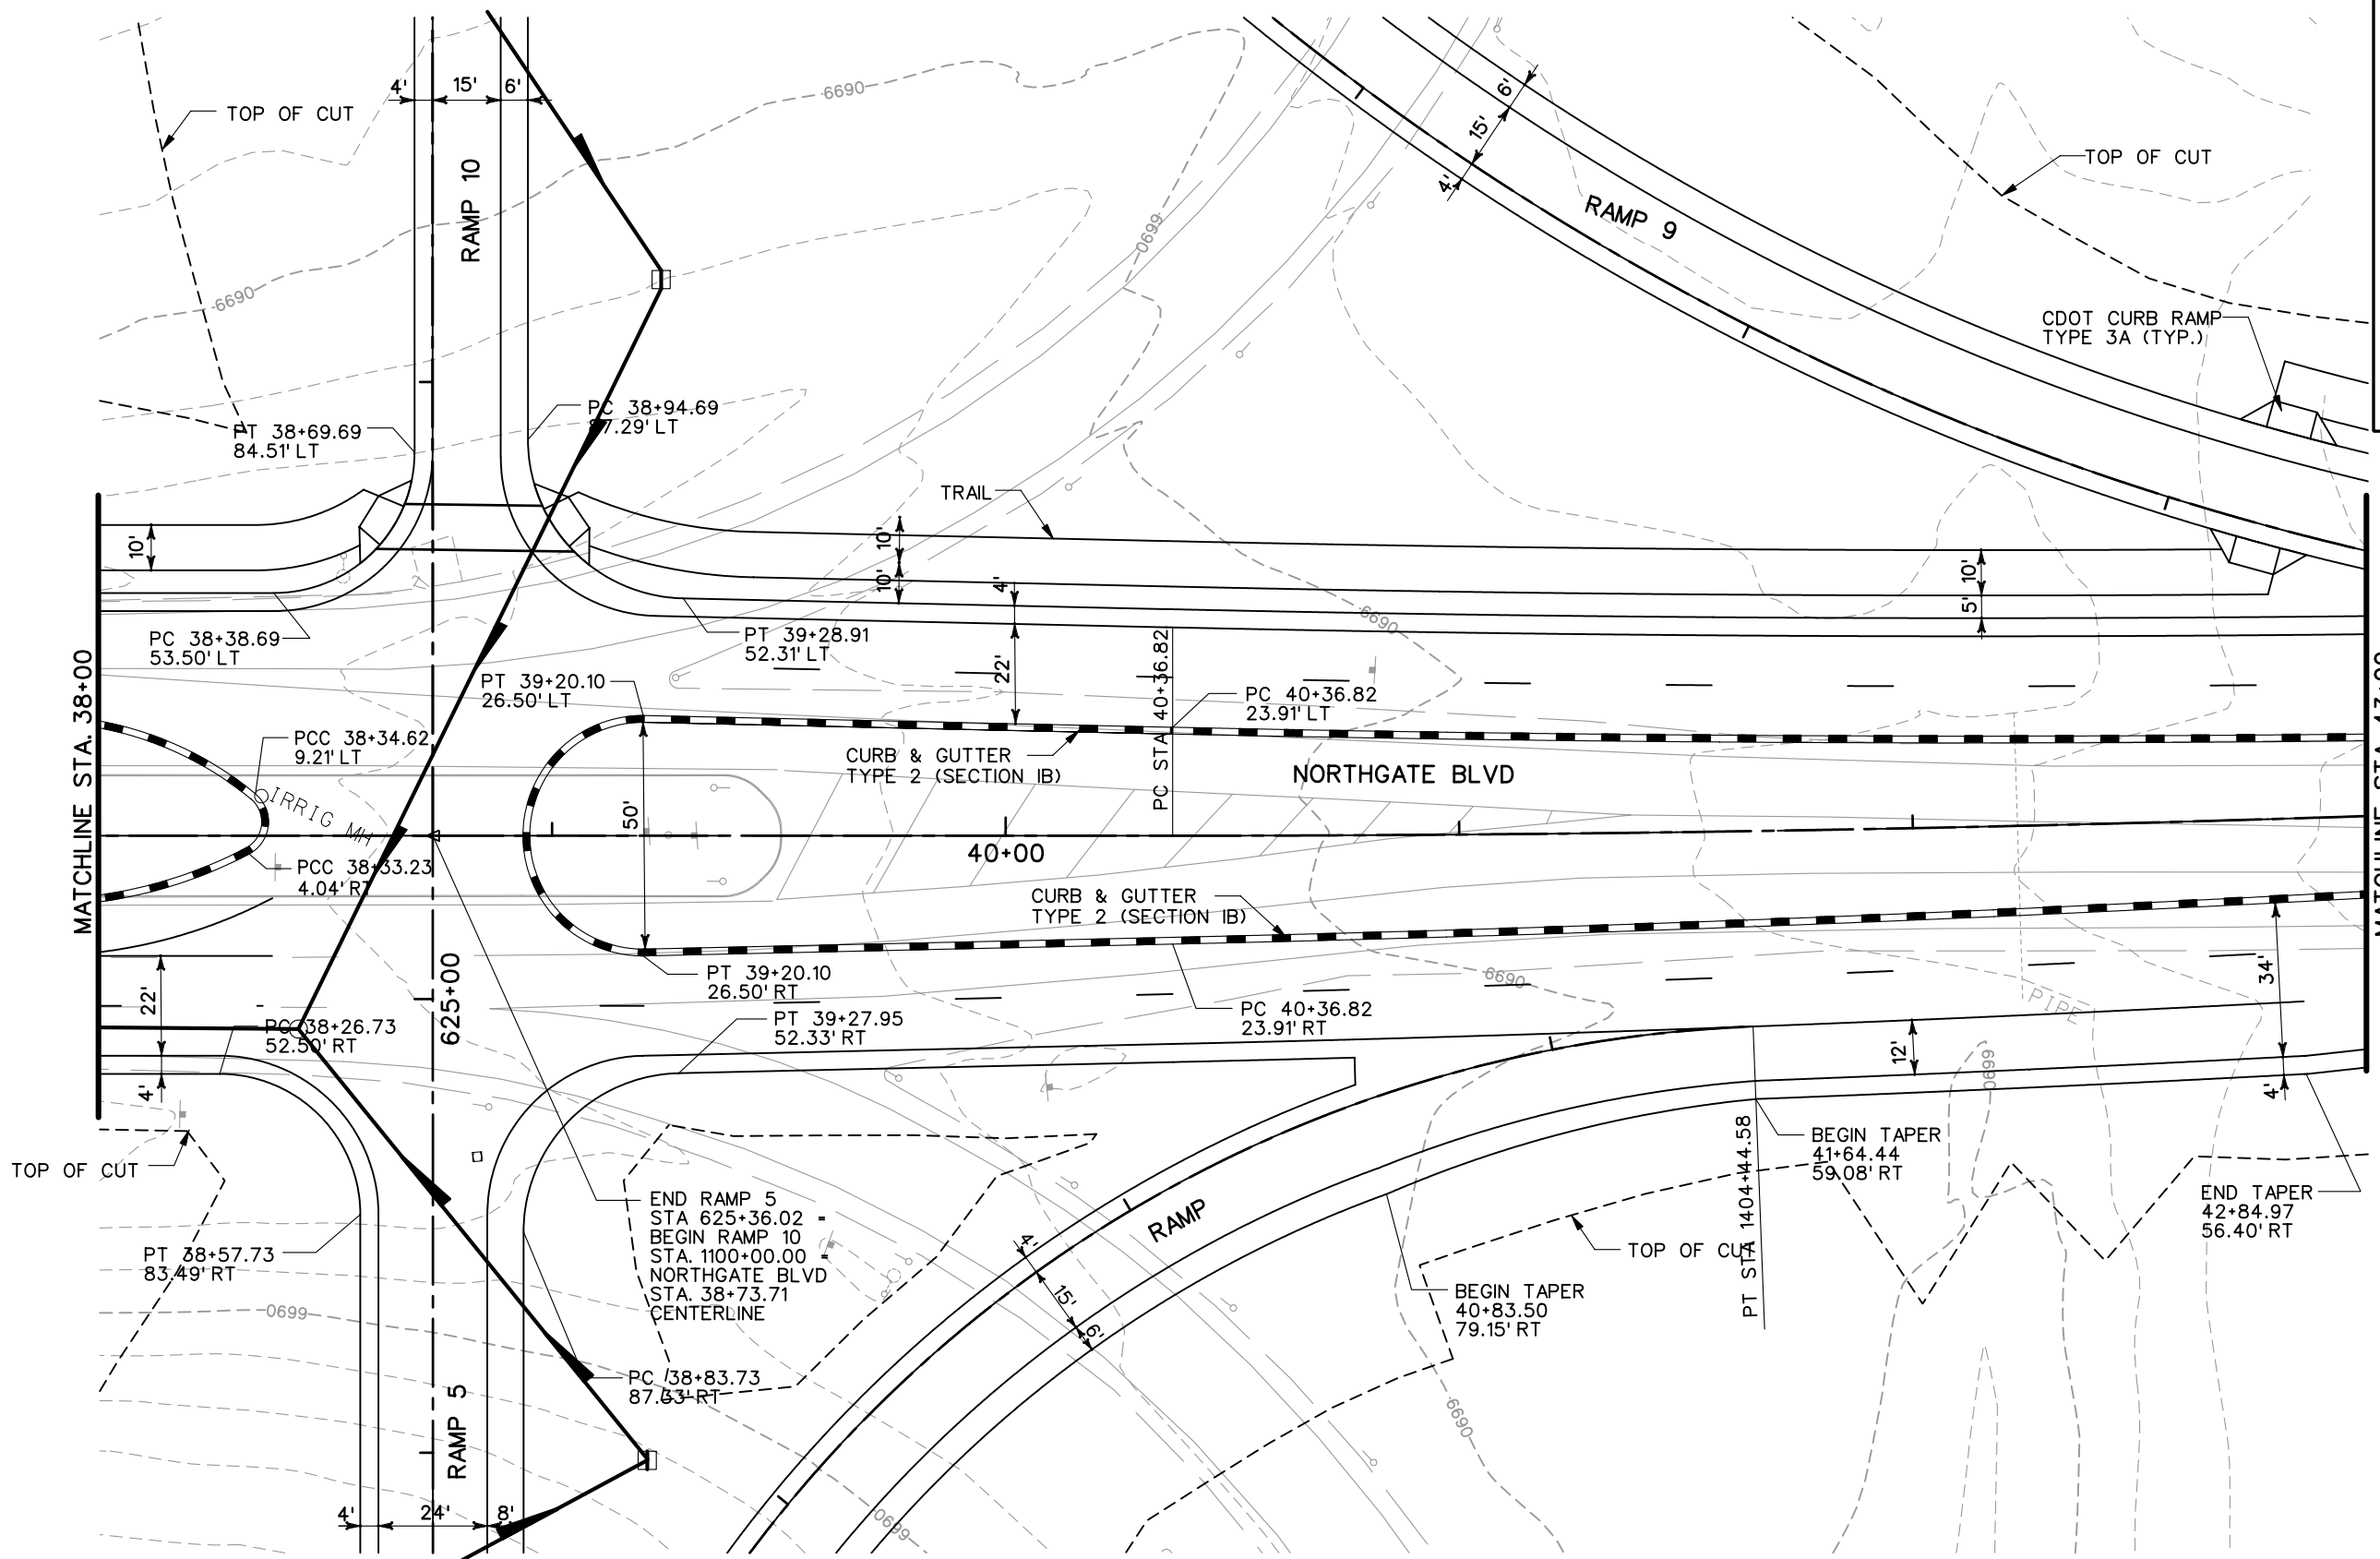 4' 15' 6'
6690
6'
TOP OF CUT
15'
TOP OF CUT
4'
RAMP 10
RAMP 9
6690
6690
CDOT CURB RAMP
TYPE 3A (TYP.)
PC 38+94.69
87.29' LT
PT 38+69.69
84.51' LT
TRAIL
10'
10'
10'
4'
10'
5'
PC 38+38.69
53.50' LT
PT 39+28.91
52.31' LT
6690
22'
MATCHLINE STA. 38+00
PT 39+20.10
26.50' LT
PC STA 40+36.82
PC 40+36.82
23.91' LT
PCC 38+34.62
9.21' LT
CURB & GUTTER
TYPE 2 (SECTION IB)
NORTHGATE BLVD
IRRIG MH
50'
40+00
PCC 38+33.23
4.04' RT
CURB & GUTTER
TYPE 2 (SECTION IB)
PT 39+20.10
26.50' RT
6690
34'
22'
625+00
PC 38+26.73
52.50' RT
PT 39+27.95
52.33' RT
PC 40+36.82
23.91' RT
PIPE
12'
6690
4'
4'
BEGIN TAPER
41+64.44
59.08' RT
TOP OF CUT
PT STA 1404+44.58
END RAMP 5
STA 625+36.02 =
BEGIN RAMP 10
STA. 1100+00.00 =
NORTHGATE BLVD
STA. 38+73.71
CENTERLINE
END TAPER
42+84.97
56.40' RT
RAMP
4'
15'
6'
TOP OF CUT
PT 38+57.73
83.49' RT
BEGIN TAPER
40+83.50
79.15' RT
6690
PC 38+83.73
87.33' RT
RAMP 5
6690
4' 24' 8'
6690